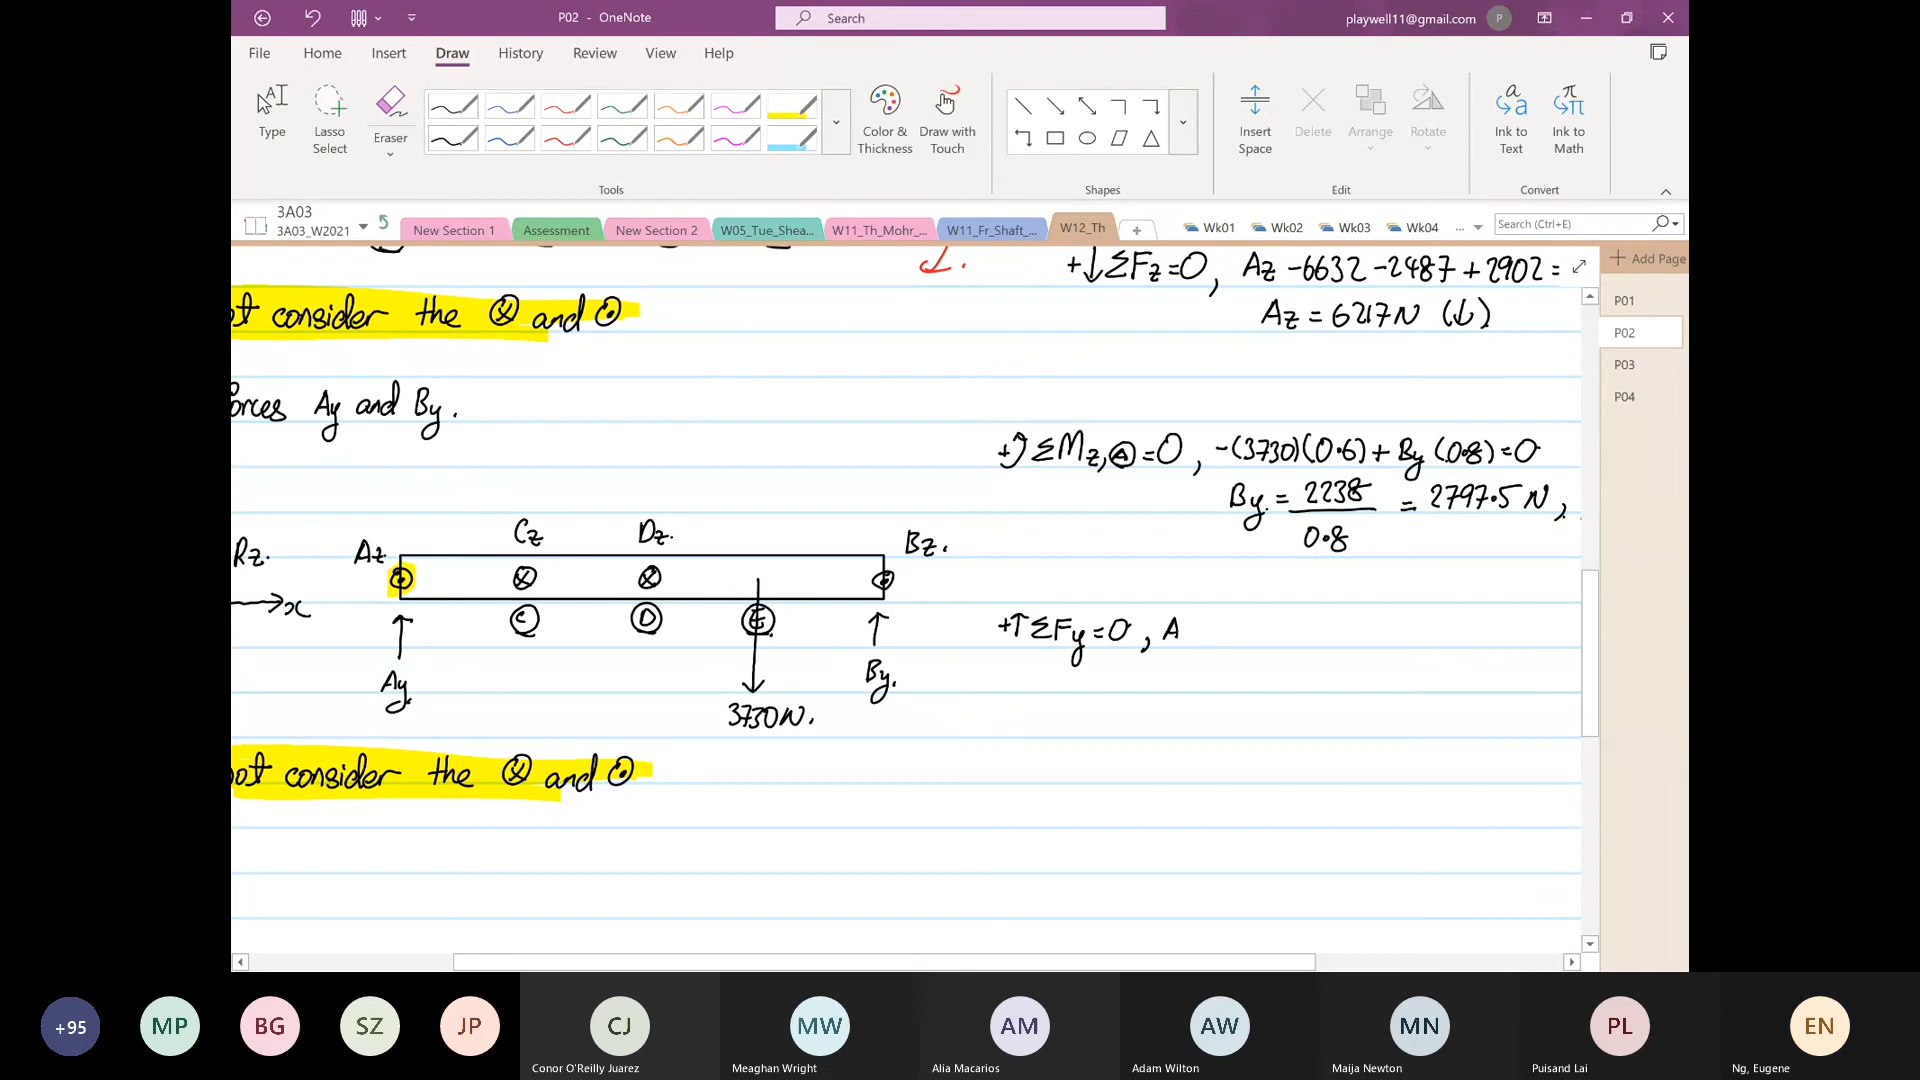 P02 - OneNote
Search
playwell11@gmail.com
P
File Home Insert Draw History Review View Help
Type
Lasso Select
Eraser
Color & Thickness
Draw with Touch
Insert Space
Delete
Arrange
Rotate
Ink to Text
Ink to Math
Tools
Shapes
Edit
Convert
3A03
3A03_W2021
New Section 1
Assessment
New Section 2
W05_Tue_Shea...
W11_Th_Mohr_...
W11_Fr_Shaft_...
W12_Th
Wk01 Wk02 Wk03 Wk04 ...
Search (Ctrl+E)
Add Page
P01
P02
P03
P04
+↓ΣFz=0, Az -6632 -2487 +2902 =
Az = 6217N (↓)
ot consider the ⊗ and ⊙
forces Ay and By.
+↺ ΣMz,Ⓐ=0, -(3730)(0.6) + By (0.8) = 0
By = 2238/0.8 = 2797.5 N,
Cz Dz.
Rz. Az. Bz.
x
C D E
+↑ΣFy=0, A
Ay. By.
3730N.
not consider the ⊗ and ⊙
+95 MP BG SZ JP CJ MW AM AW MN PL EN
Conor O'Reilly Juarez
Meaghan Wright
Alia Macarios
Adam Wilton
Maija Newton
Puisand Lai
Ng, Eugene